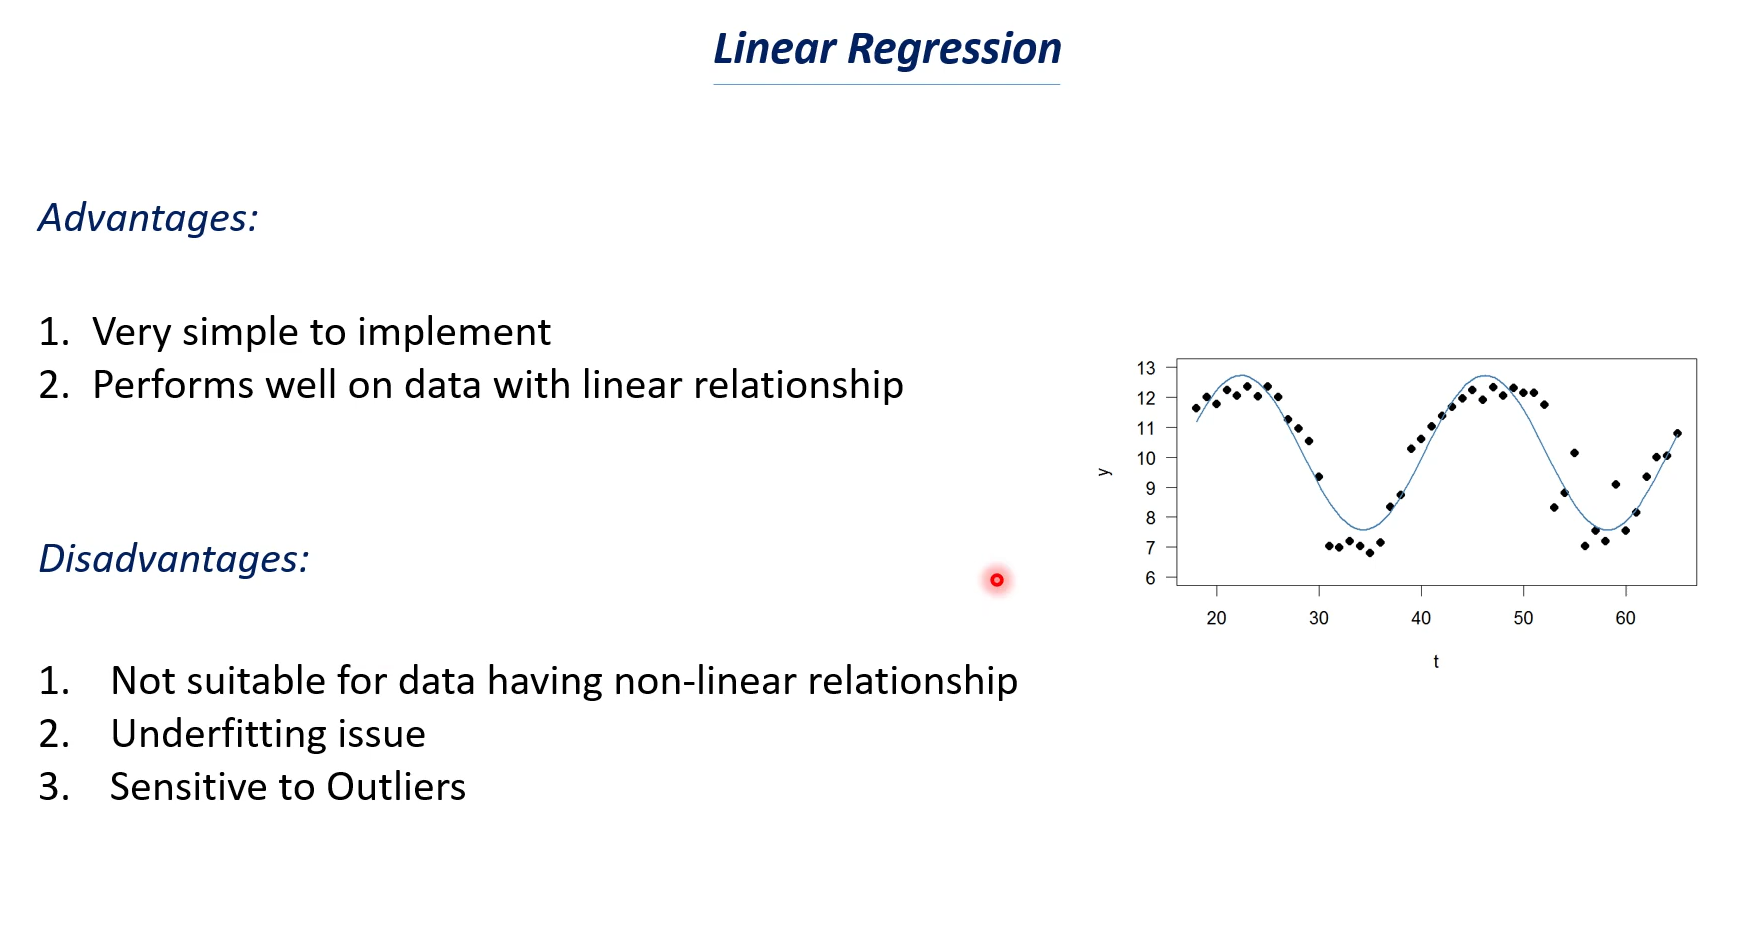 Linear Regression
Advantages:
1. Very simple to implement
2. Performs well on data with linear relationship
Disadvantages:
1. Not suitable for data having non-linear relationship
2. Underfitting issue
3. Sensitive to Outliers
13
12
11
10
9
8
7
6
y
20 30 40 50 60
t